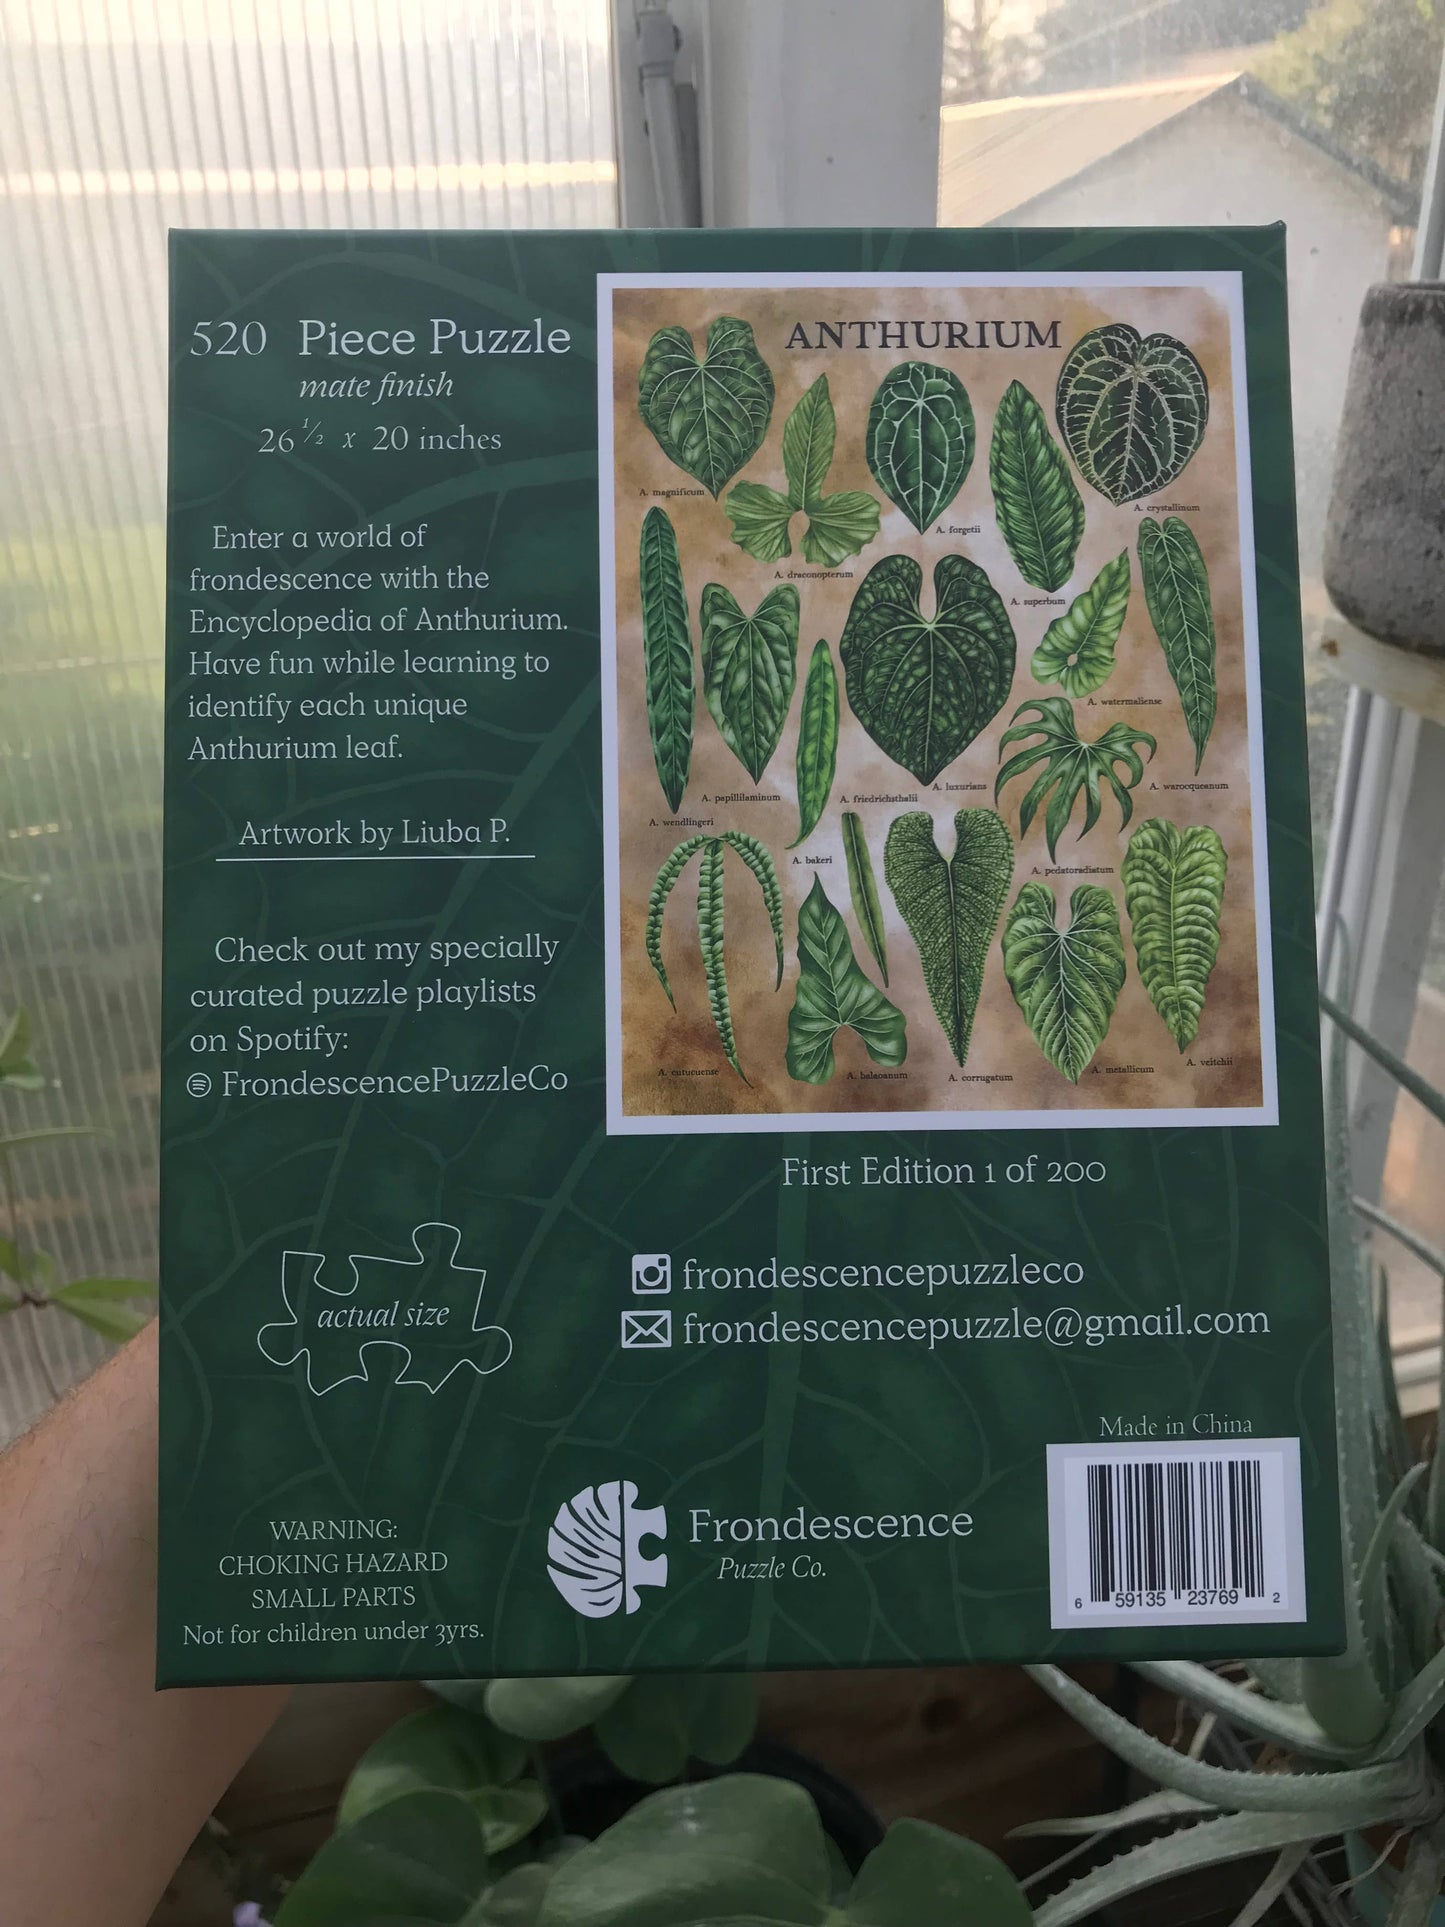 520 Piece Puzzle
mate finish
26 1/2 x 20 inches
Enter a world of
frondescence with the
Encyclopedia of Anthurium.
Have fun while learning to
identify each unique
Anthurium leaf.
Artwork by Liuba P.
Check out my specially
curated puzzle playlists
on Spotify:
FrondescencePuzzleCo
actual size
WARNING:
CHOKING HAZARD
SMALL PARTS
Not for children under 3yrs.
ANTHURIUM
A. magnificum
A. crystallinum
A. forgetii
A. draconopterum
A. superbum
A. watermaliense
A. warocqueanum
A. luxurians
A. papillilaminum
A. friedrichsthalii
A. wendlingeri
A. bakeri
A. pedatoradiatum
A. cutucuense
A. balaoanum
A. corrugatum
A. metallicum
A. veitchii
First Edition 1 of 200
frondescencepuzzleco
frondescencepuzzle@gmail.com
Made in China
Frondescence
Puzzle Co.
6 59135 23769 2